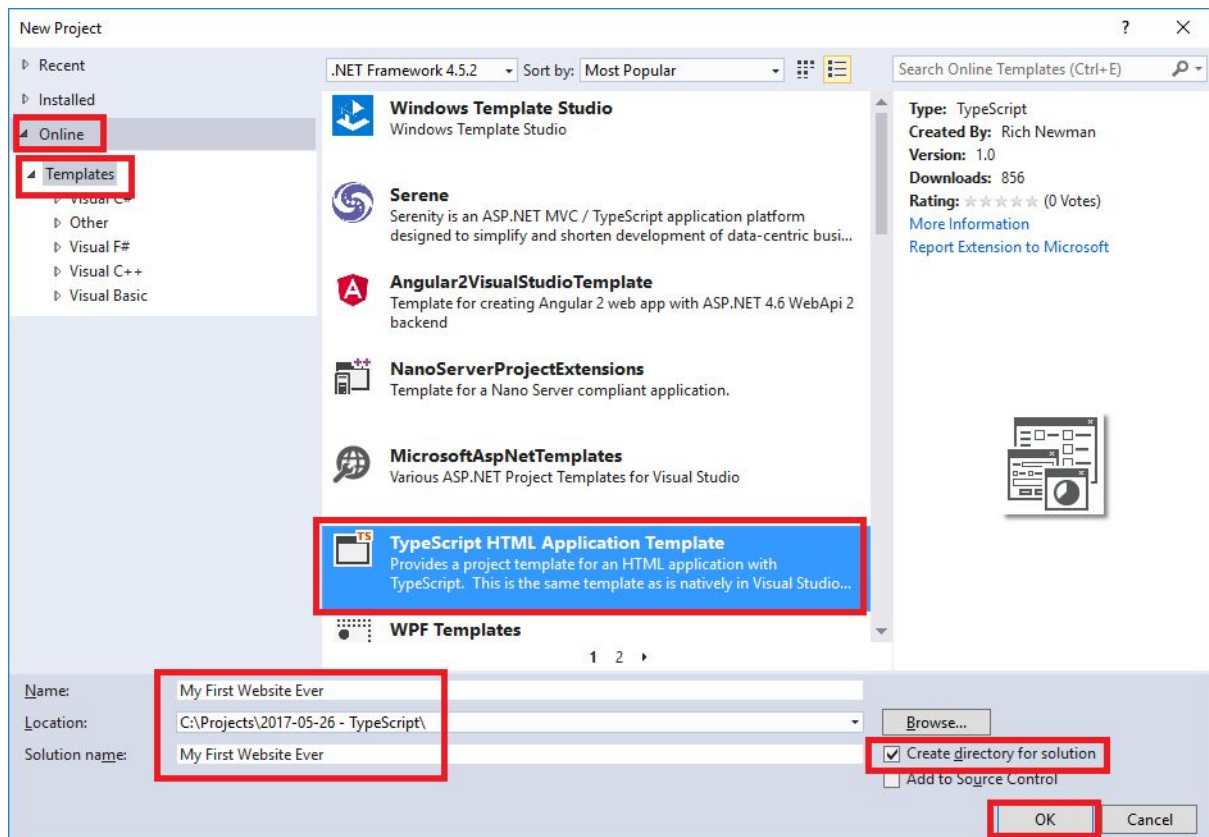 New Project
?
Recent
Installed
Online
Templates
Visual C#
Other
Visual F#
Visual C++
Visual Basic
.NET Framework 4.5.2 Sort by: Most Popular
Windows Template Studio
Windows Template Studio
Serene
Serenity is an ASP.NET MVC / TypeScript application platform
designed to simplify and shorten development of data-centric busi...
Angular2VisualStudioTemplate
Template for creating Angular 2 web app with ASP.NET 4.6 WebApi 2
backend
NanoServerProjectExtensions
Template for a Nano Server compliant application.
MicrosoftAspNetTemplates
Various ASP.NET Project Templates for Visual Studio
TS
TypeScript HTML Application Template
Provides a project template for an HTML application with
TypeScript. This is the same template as is natively in Visual Studio...
WPF Templates
1 2
Search Online Templates (Ctrl+E)
Type: TypeScript
Created By: Rich Newman
Version: 1.0
Downloads: 856
Rating: (0 Votes)
More Information
Report Extension to Microsoft
Name: My First Website Ever
Location: C:\Projects\2017-05-26 - TypeScript\
Browse...
Solution name: My First Website Ever
Create directory for solution
Add to Source Control
OK Cancel